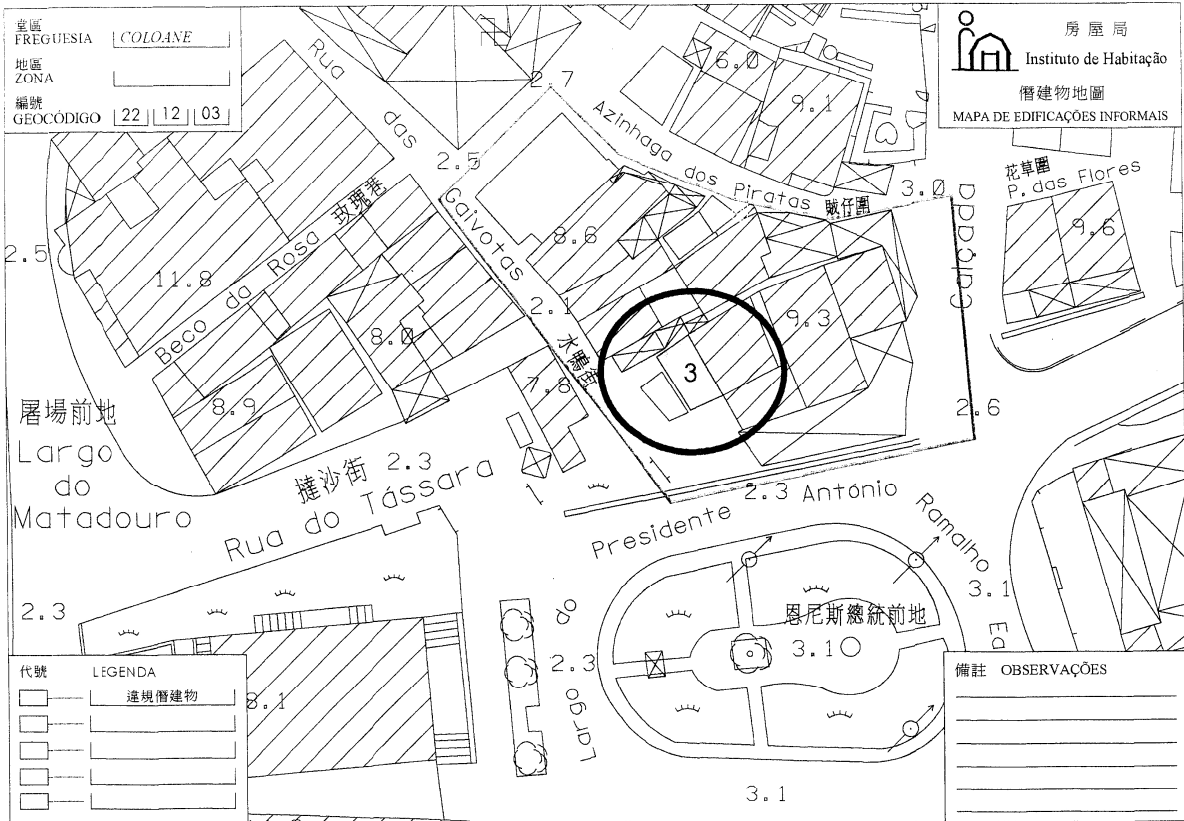 堂區
FREGUESIA COLOANE
地區
ZONA
編號
GEOCÓDIGO 22 12 03
房屋局
Instituto de Habitação
僭建物地圖
MAPA DE EDIFICAÇÕES INFORMAIS
Rua das Gaivotas 水鴨街
2.7
6.0
9.1
Azinhaga dos Piratas 賊仔圍
3.0
花草圍
P. das Flores
9.6
2.5
2.5
Beco da Rosa 玫瑰巷
11.8
8.6
2.1
8.0
9.3
3
7.8
8.9
2.6
屠場前地
Largo
do
Matadouro
撻沙街 2.3
Rua do Tássara
2.3
Largo do
Presidente António Ramalho
3.1
恩尼斯總統前地
3.1
2.3
2.3
8.1
3.1
代號 LEGENDA
違規僭建物
備註 OBSERVAÇÕES